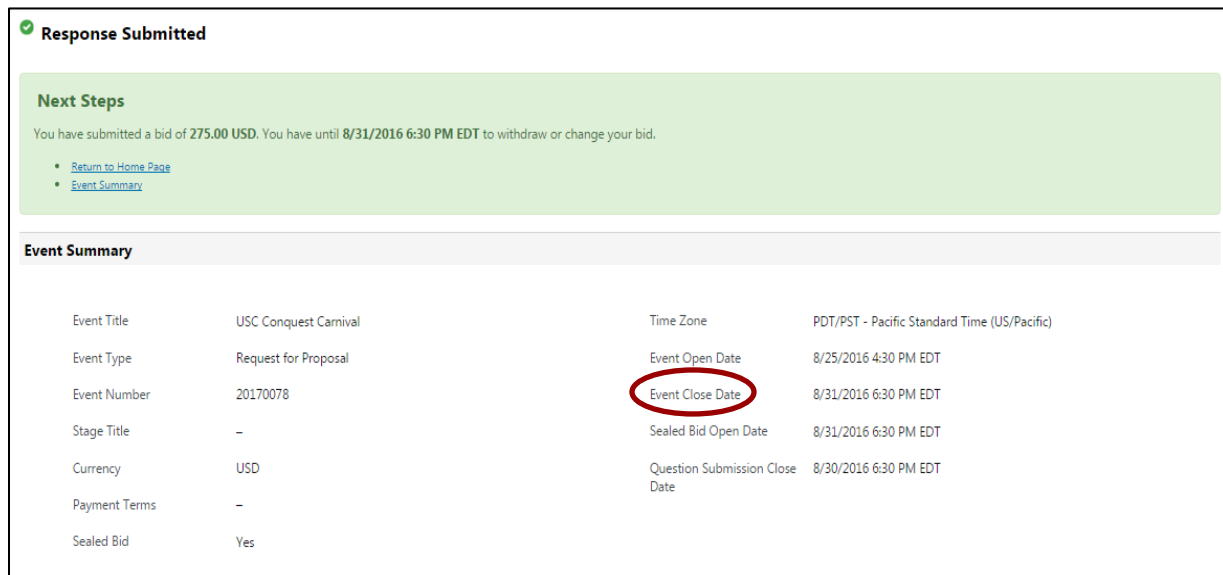 Response Submitted
Next Steps
You have submitted a bid of 275.00 USD. You have until 8/31/2016 6:30 PM EDT to withdraw or change your bid.
Return to Home Page
Event Summary
Event Summary
Event Title USC Conquest Carnival
Event Type Request for Proposal
Event Number 20170078
Stage Title –
Currency USD
Payment Terms –
Sealed Bid Yes
Time Zone PDT/PST - Pacific Standard Time (US/Pacific)
Event Open Date 8/25/2016 4:30 PM EDT
Event Close Date 8/31/2016 6:30 PM EDT
Sealed Bid Open Date 8/31/2016 6:30 PM EDT
Question Submission Close 8/30/2016 6:30 PM EDT
Date